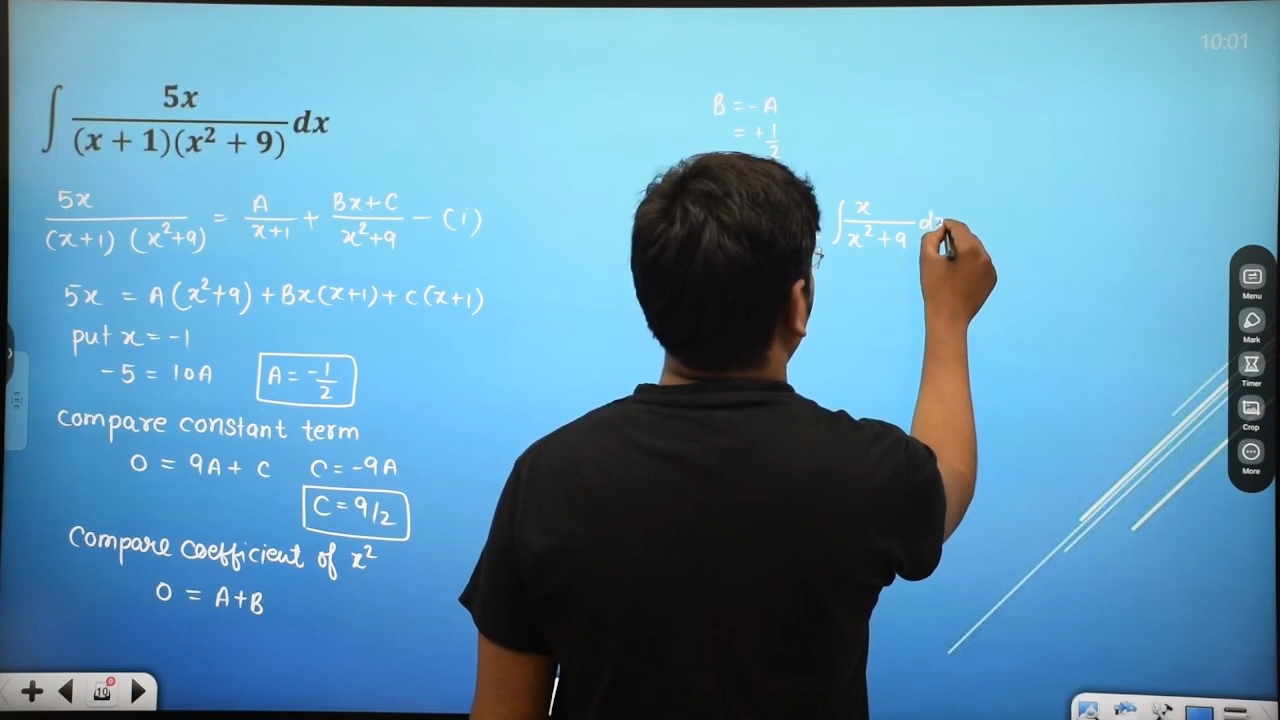 10:01
∫ 5x / (x + 1)(x² + 9) dx
5x / (x+1) (x²+9) = A / x+1 + Bx+C / x²+9 – (i)
5x = A(x²+9) + Bx(x+1) + C(x+1)
put x = -1
-5 = 10A A = -1/2
compare constant term
0 = 9A + C C = -9A
C = 9/2
Compare coefficient of x²
0 = A+B
B = -A
= +1/2
∫ x / x²+9 dx
Menu
Mark
Timer
Crop
More
10